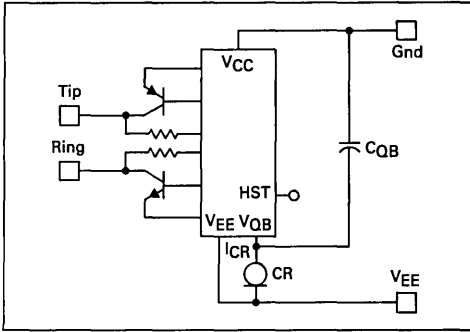 Gnd
VCC
Tip
CQB
Ring
HST
VEE VQB
ICR
CR
VEE